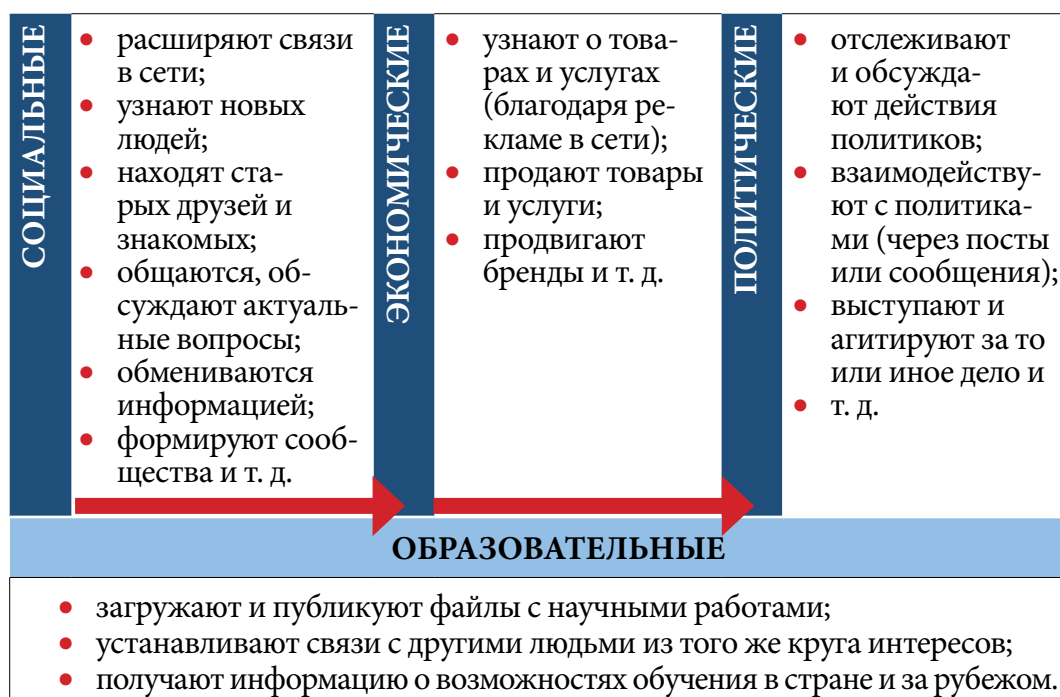 СОЦИАЛЬНЫЕ
• расширяют связи
в сети;
• узнают новых
людей;
• находят ста-
рых друзей и
знакомых;
• общаются, об-
суждают актуаль-
ные вопросы;
• обмениваются
информацией;
• формируют сооб-
щества и т. д.
ЭКОНОМИЧЕСКИЕ
• узнают о това-
рах и услугах
(благодаря ре-
кламе в сети);
• продают товары
и услуги;
• продвигают
бренды и т. д.
ПОЛИТИЧЕСКИЕ
• отслеживают
и обсужда-
ют действия
политиков;
• взаимодейству-
ют с политика-
ми (через посты
или сообщения);
• выступают и
агитируют за то
или иное дело и
• т. д.
ОБРАЗОВАТЕЛЬНЫЕ
• загружают и публикуют файлы с научными работами;
• устанавливают связи с другими людьми из того же круга интересов;
• получают информацию о возможностях обучения в стране и за рубежом.